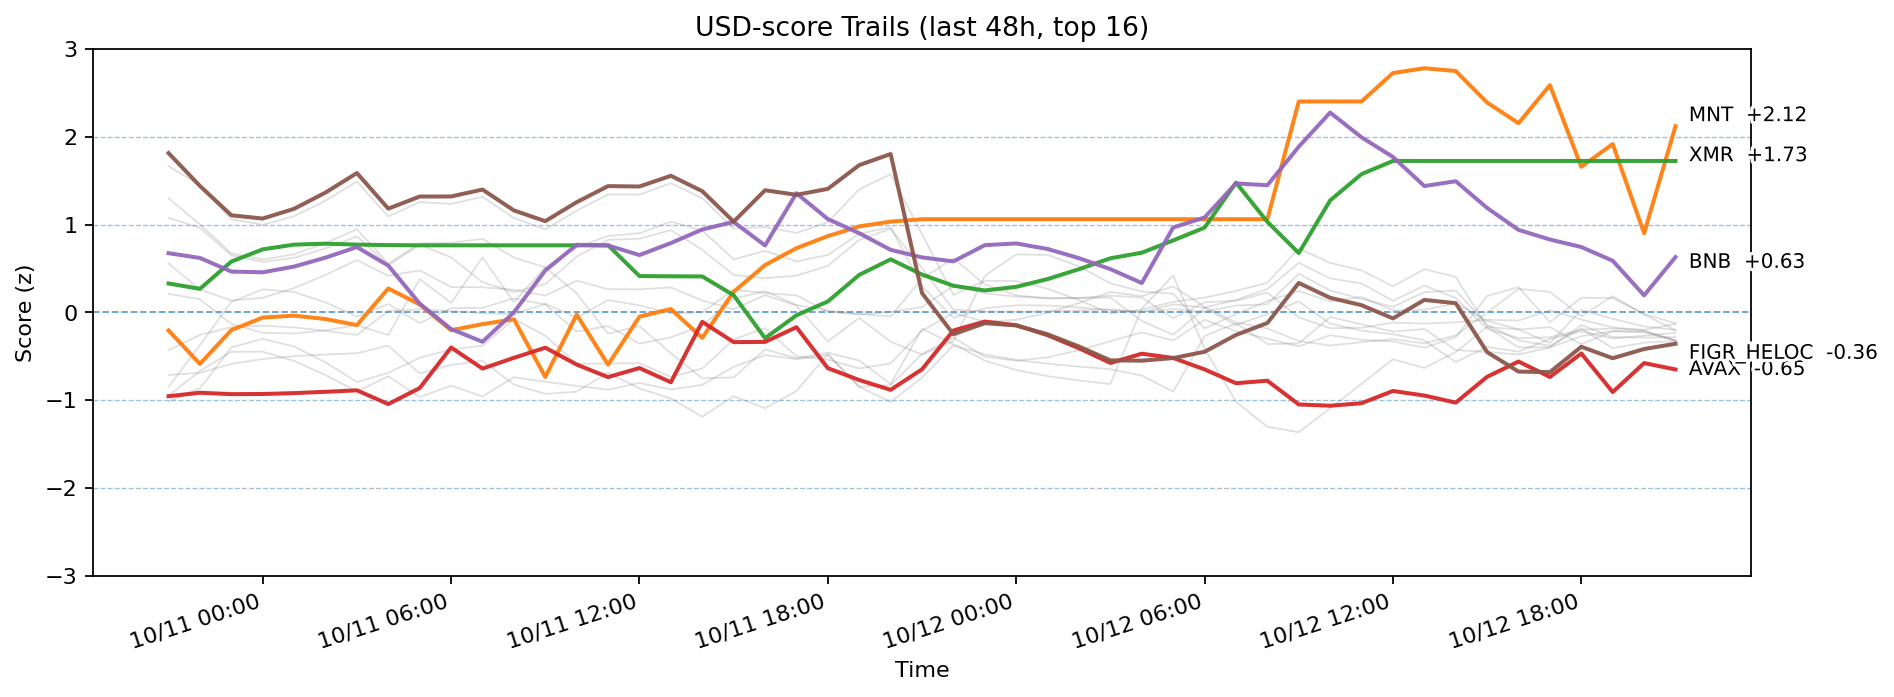 USD-score Trails (last 48h, top 16)
Score (z)
3
2
1
0
−1
−2
−3
MNT +2.12
XMR +1.73
BNB +0.63
FIGR_HELOC -0.36
AVAX -0.65
10/11 00:00
10/11 06:00
10/11 12:00
10/11 18:00
10/12 00:00
10/12 06:00
10/12 12:00
10/12 18:00
Time